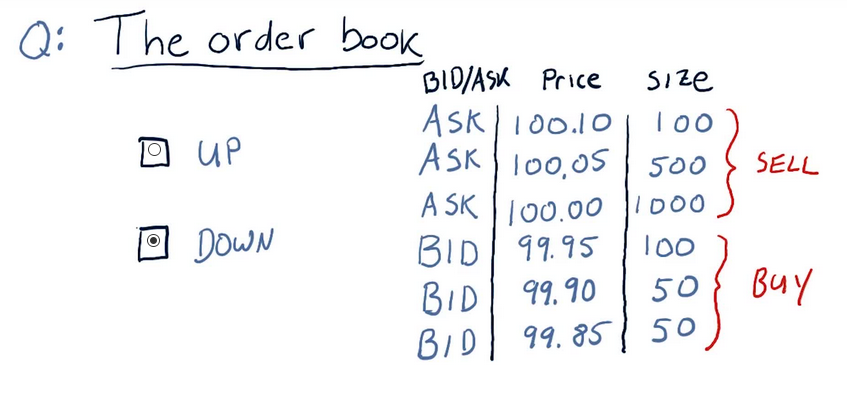 Q: The order book
BID/ASK Price SIZE
ASK 100.10 100
UP
ASK 100.05 500 SELL
ASK 100.00 1000
DOWN
BID 99.95 100
BID 99.90 50 BUY
BID 99.85 50